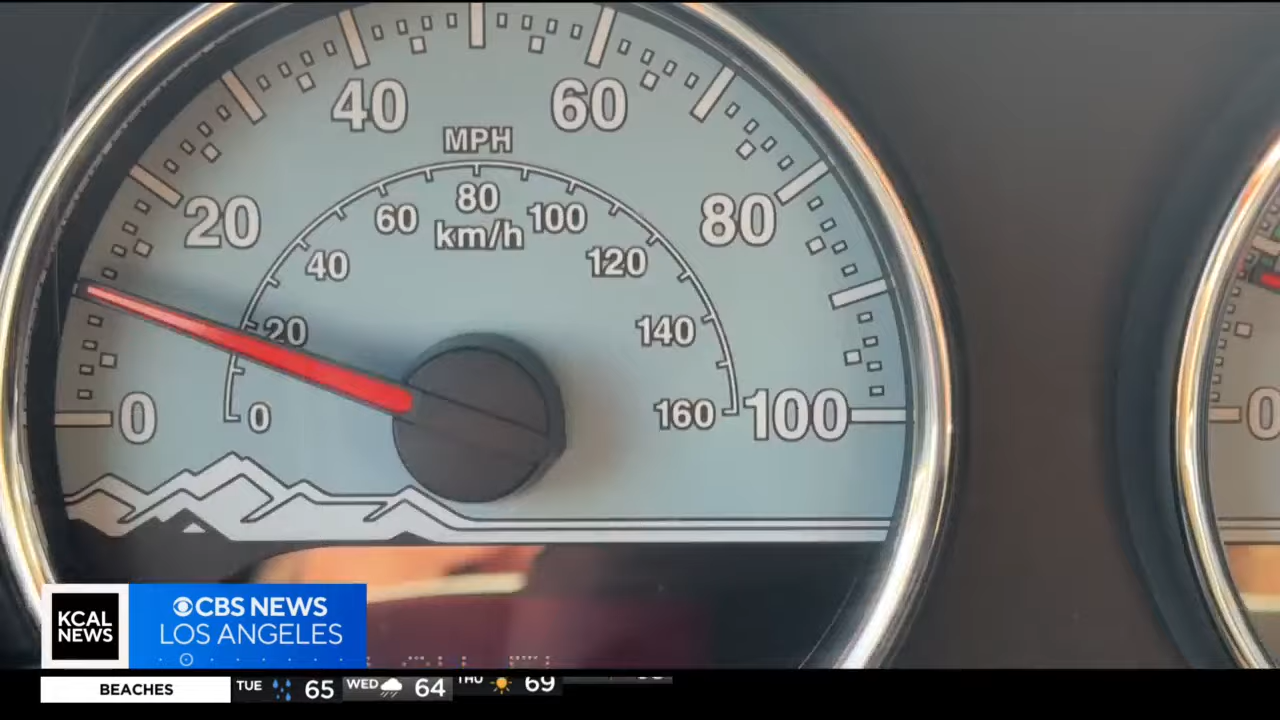 40 60
MPH
20 60 80 100 80
km/h
40 120
20 140
0 0 160 100 0
KCAL
NEWS
CBS NEWS
LOS ANGELES
BEACHES TUE 65 WED 64 THU 69